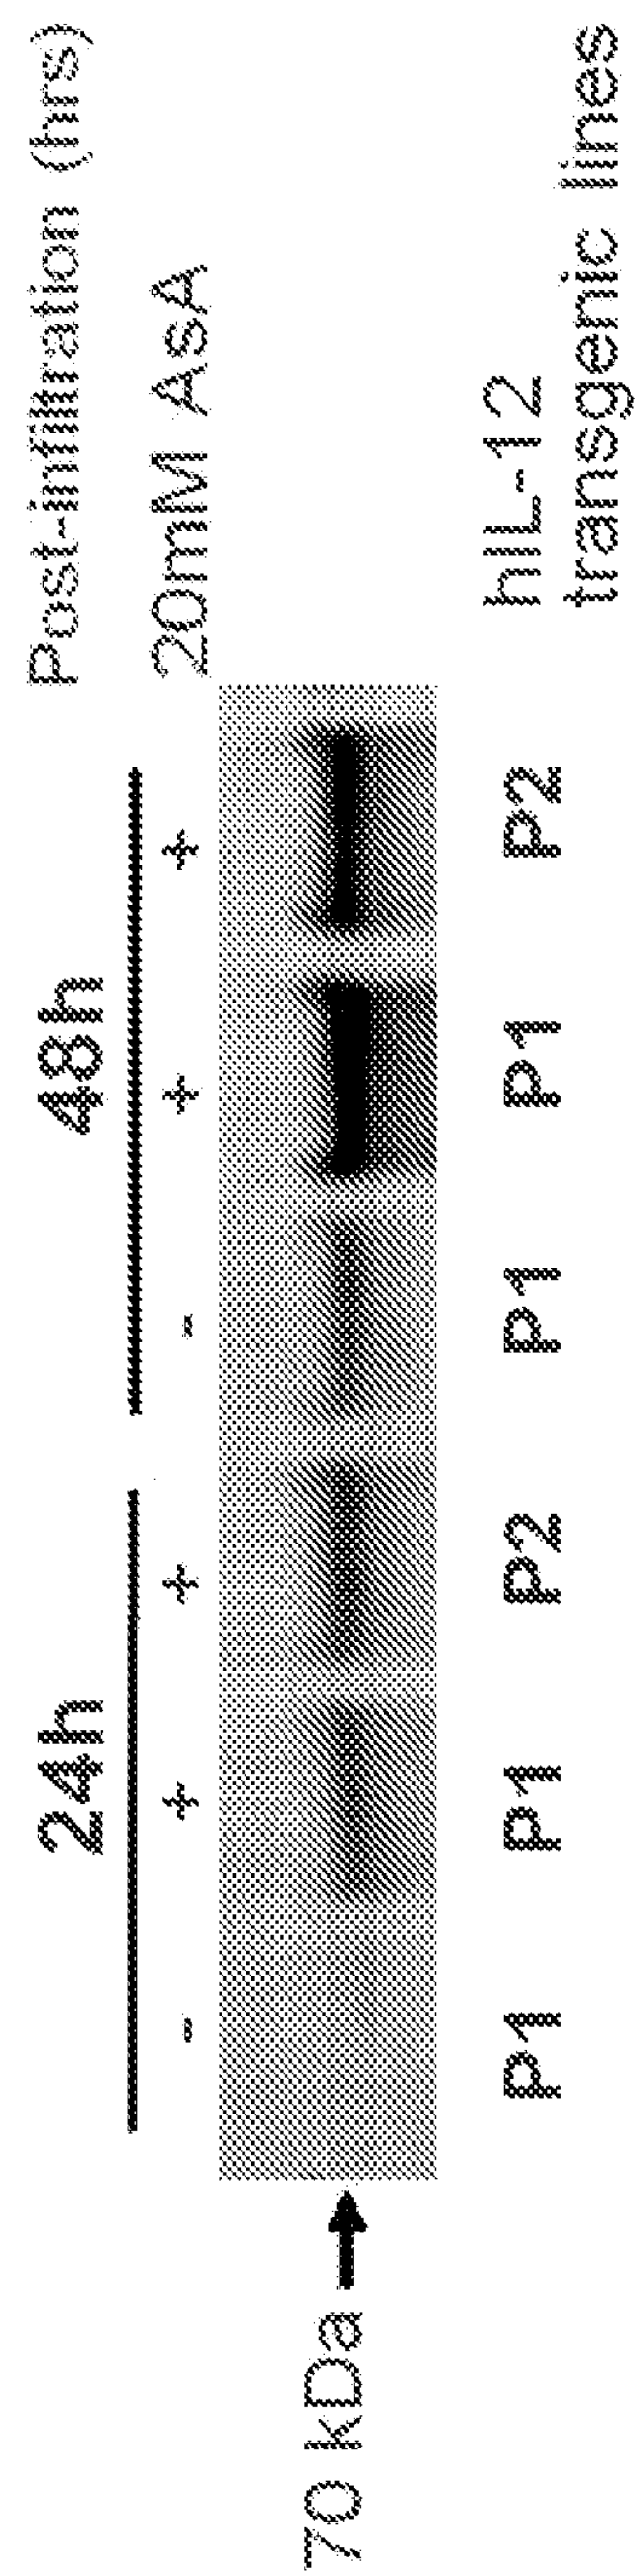 24h 48h Post-infiltration (hrs)
- + + - + + 20mM AsA
70 kDa
P1 P1 P2 P1 P1 P2 hIL-12
transgenic lines